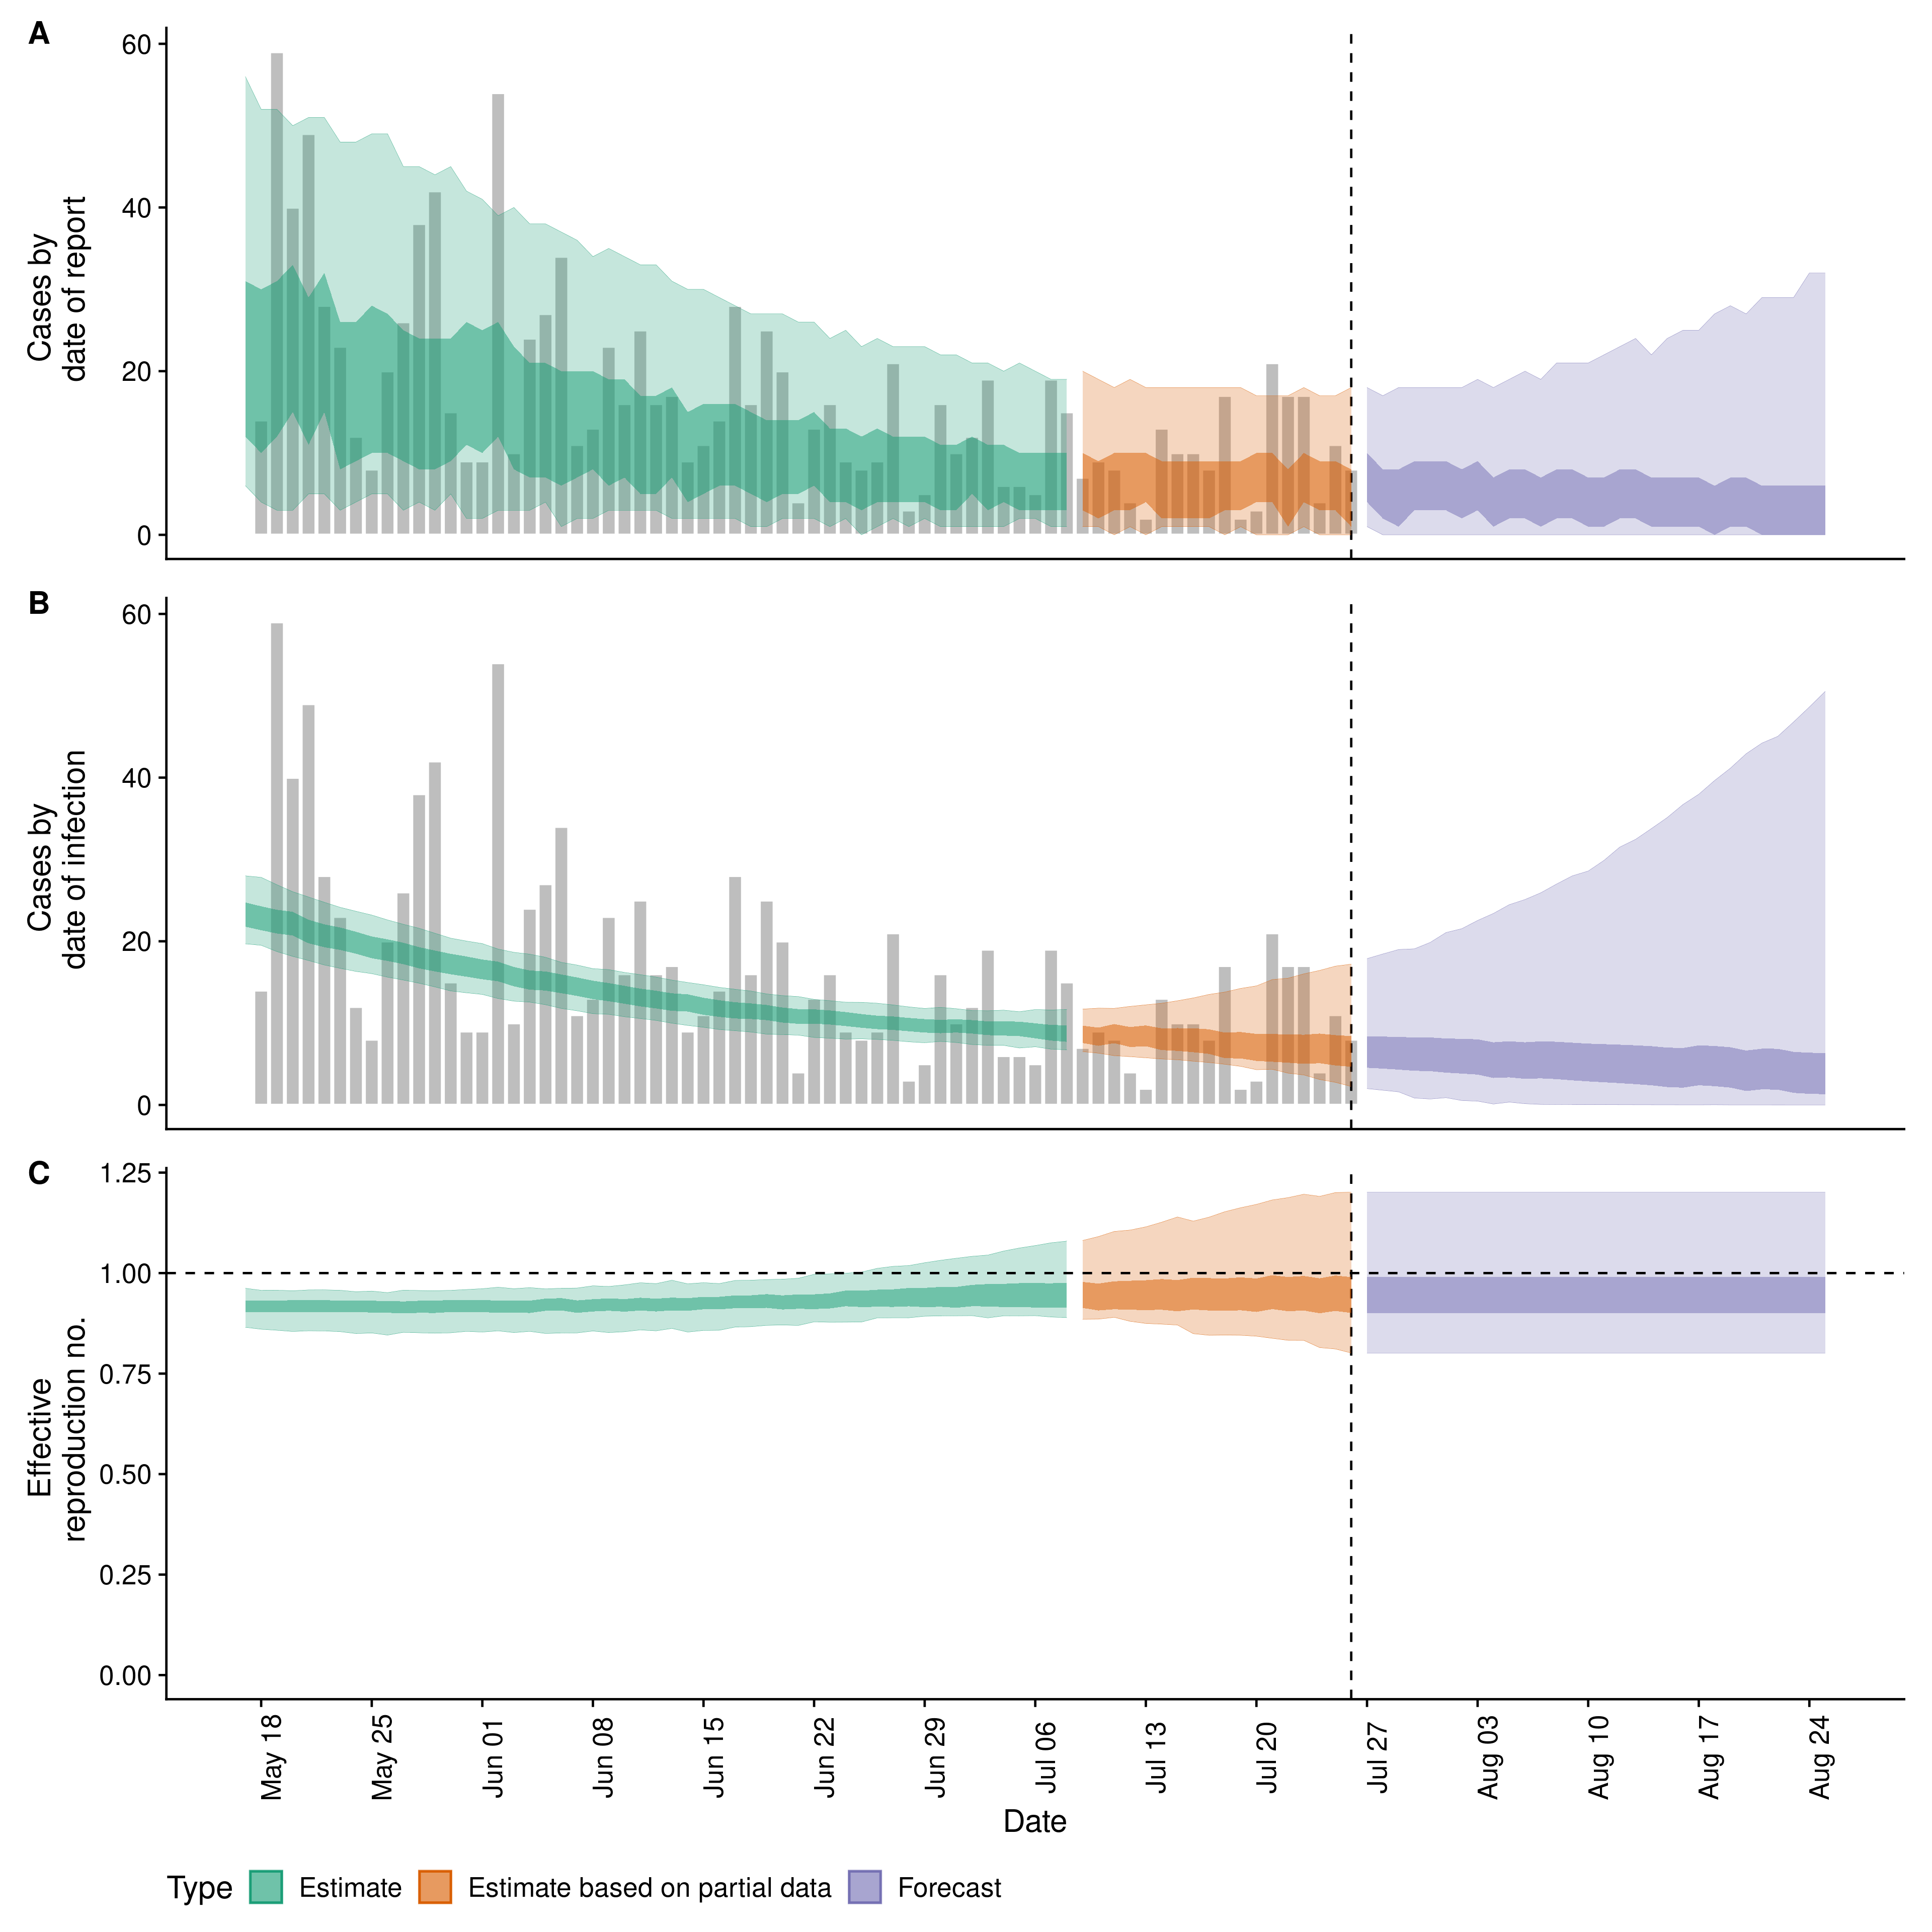 A
60
40
20
0
Cases by
date of report
B
60
40
20
0
Cases by
date of infection
C
1.25
1.00
0.75
0.50
0.25
0.00
Effective
reproduction no.
May 18
May 25
Jun 01
Jun 08
Jun 15
Jun 22
Jun 29
Jul 06
Jul 13
Jul 20
Jul 27
Aug 03
Aug 10
Aug 17
Aug 24
Date
Type Estimate Estimate based on partial data Forecast